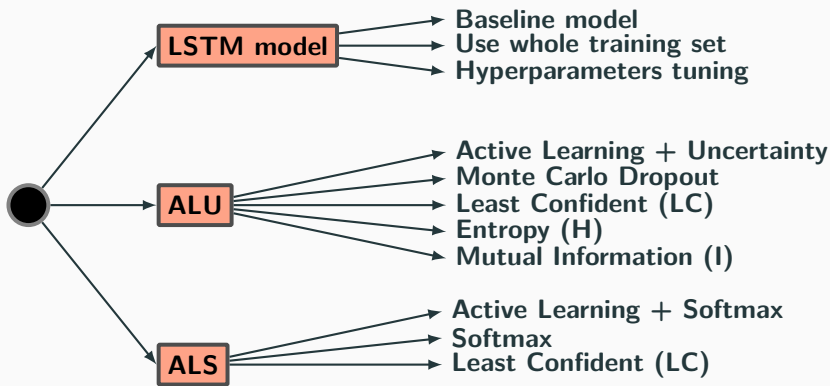 LSTM model
Baseline model
Use whole training set
Hyperparameters tuning
ALU
Active Learning + Uncertainty
Monte Carlo Dropout
Least Confident (LC)
Entropy (H)
Mutual Information (I)
ALS
Active Learning + Softmax
Softmax
Least Confident (LC)